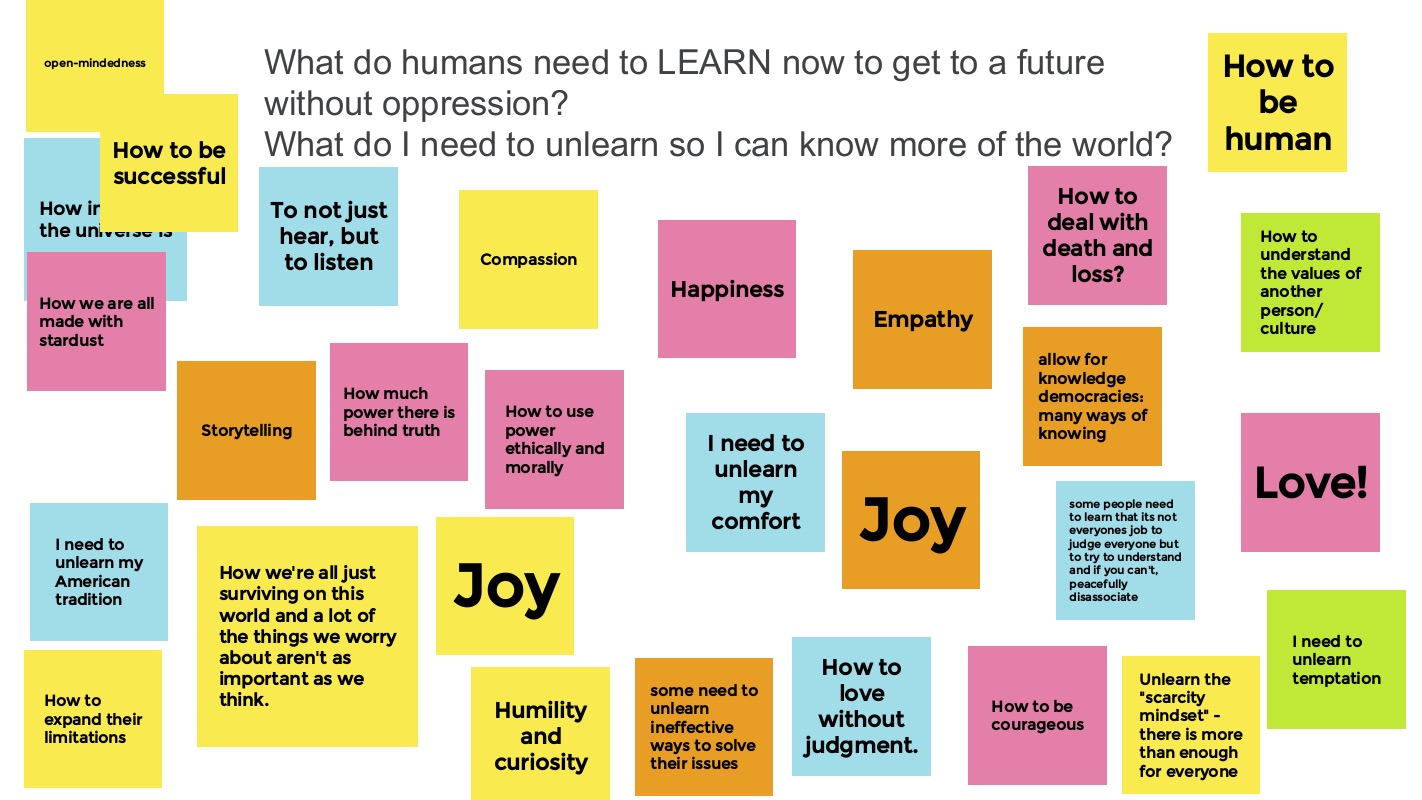 What do humans need to LEARN now to get to a future
without oppression?
What do I need to unlearn so I can know more of the world?
open-mindedness
How to be
successful
How
the universe is
How we are all
made with
stardust
To not just
hear, but
to listen
Compassion
Happiness
Empathy
How to
deal with
death and
loss?
How to
be
human
How to
understand
the values of
another
person/
culture
Storytelling
How much
power there is
behind truth
How to use
power
ethically and
morally
I need to
unlearn
my
comfort
Joy
allow for
knowledge
democracies:
many ways of
knowing
some people need
to learn that its not
everyones job to
judge everyone but
to try to understand
and if you can't,
peacefully
disassociate
Love!
I need to
unlearn my
American
tradition
How we're all just
surviving on this
world and a lot of
the things we worry
about aren't as
important as we
think.
Joy
How to
expand their
limitations
Humility
and
curiosity
some need to
unlearn
ineffective
ways to solve
their issues
How to
love
without
judgment.
How to be
courageous
Unlearn the
"scarcity
mindset" -
there is more
than enough
for everyone
I need to
unlearn
temptation